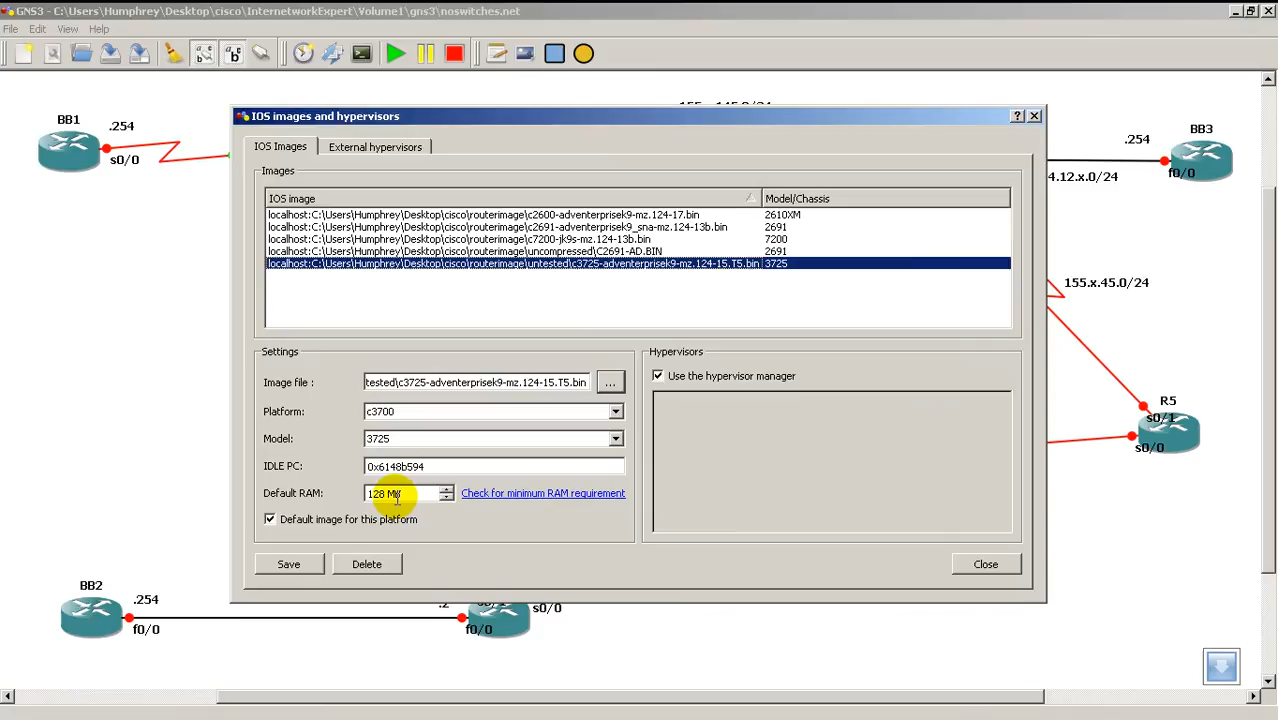 GNS3 - C:\Users\Humphrey\Desktop\cisco\InternetworkExpert\Volume1\gns3\noswitches.net
File Edit View Help
BB1
.254
s0/0
.254
BB3
f0/0
4.12.x.0/24
IOS images and hypervisors
IOS Images
External hypervisors
Images
IOS image
Model/Chassis
localhost:C:\Users\Humphrey\Desktop\cisco\routerimage\c2600-adventerprisek9-mz.124-17.bin 2610XM
localhost:C:\Users\Humphrey\Desktop\cisco\routerimage\c2691-adventerprisek9_sna-mz.124-13b.bin 2691
localhost:C:\Users\Humphrey\Desktop\cisco\routerimage\c7200-jk9s-mz.124-13b.bin 7200
localhost:C:\Users\Humphrey\Desktop\cisco\routerimage\uncompressed\C2691-AD.BIN 2691
localhost:C:\Users\Humphrey\Desktop\cisco\routerimage\untested\c3725-adventerprisek9-mz.124-15.T5.bin 3725
155.x.45.0/24
Settings
Image file : tested\c3725-adventerprisek9-mz.124-15.T5.bin ...
Platform: c3700
Model: 3725
IDLE PC: 0x6148b594
Default RAM: 128 Mi Check for minimum RAM requirement
Default image for this platform
Save
Delete
Hypervisors
Use the hypervisor manager
Close
R5
s0/1
s0/0
BB2
.254
f0/0
.2
s0/0
f0/0